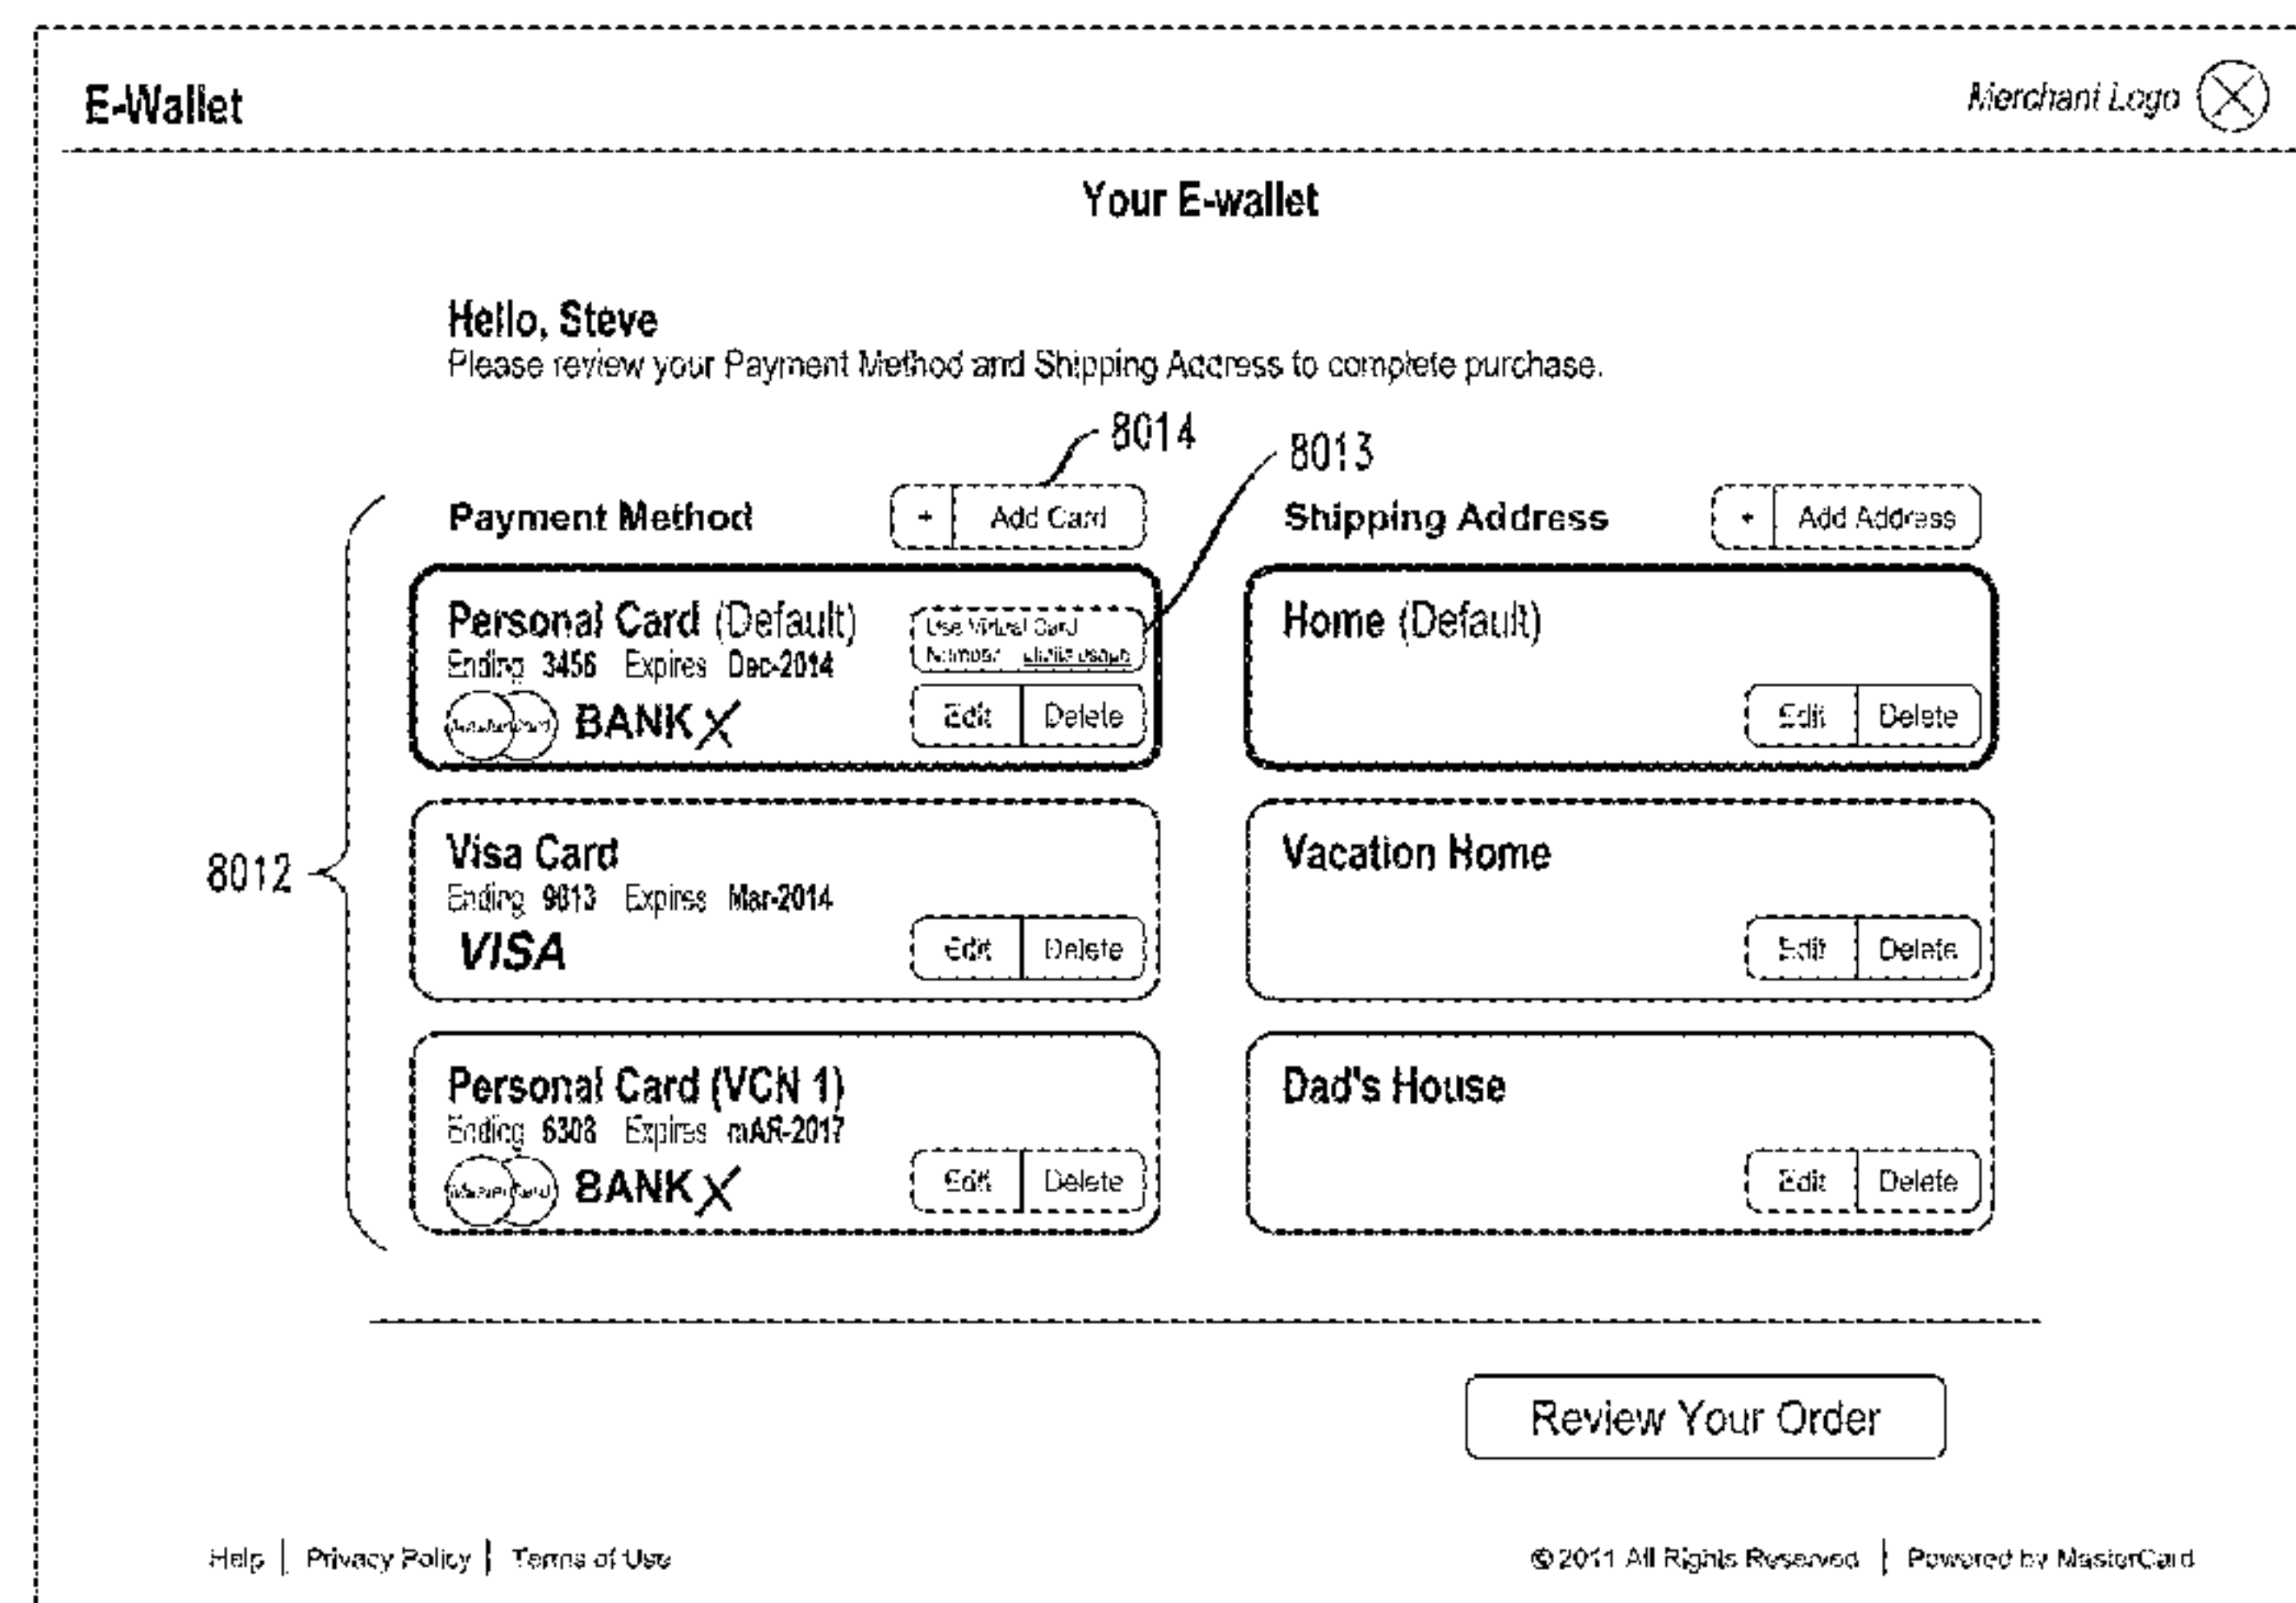 E-Wallet
Merchant Logo
Your E-wallet
Hello, Steve
Please review your Payment Method and Shipping Address to complete purchase.
8014
8013
Payment Method
+ Add Card
Shipping Address
+ Add Address
Personal Card (Default)
Use Virtual Card
Number
Ending 3456 Expires Dec-2014
BANK X
Edit Delete
Home (Default)
Edit Delete
8012
Visa Card
Ending 9013 Expires Mar-2014
VISA
Edit Delete
Vacation Home
Edit Delete
Personal Card (VCN 1)
Ending 6308 Expires mAR-2017
MasterCard BANK X
Edit Delete
Dad's House
Edit Delete
Review Your Order
Help | Privacy Policy | Terms of Use
© 2011 All Rights Reserved | Powered by MasterCard